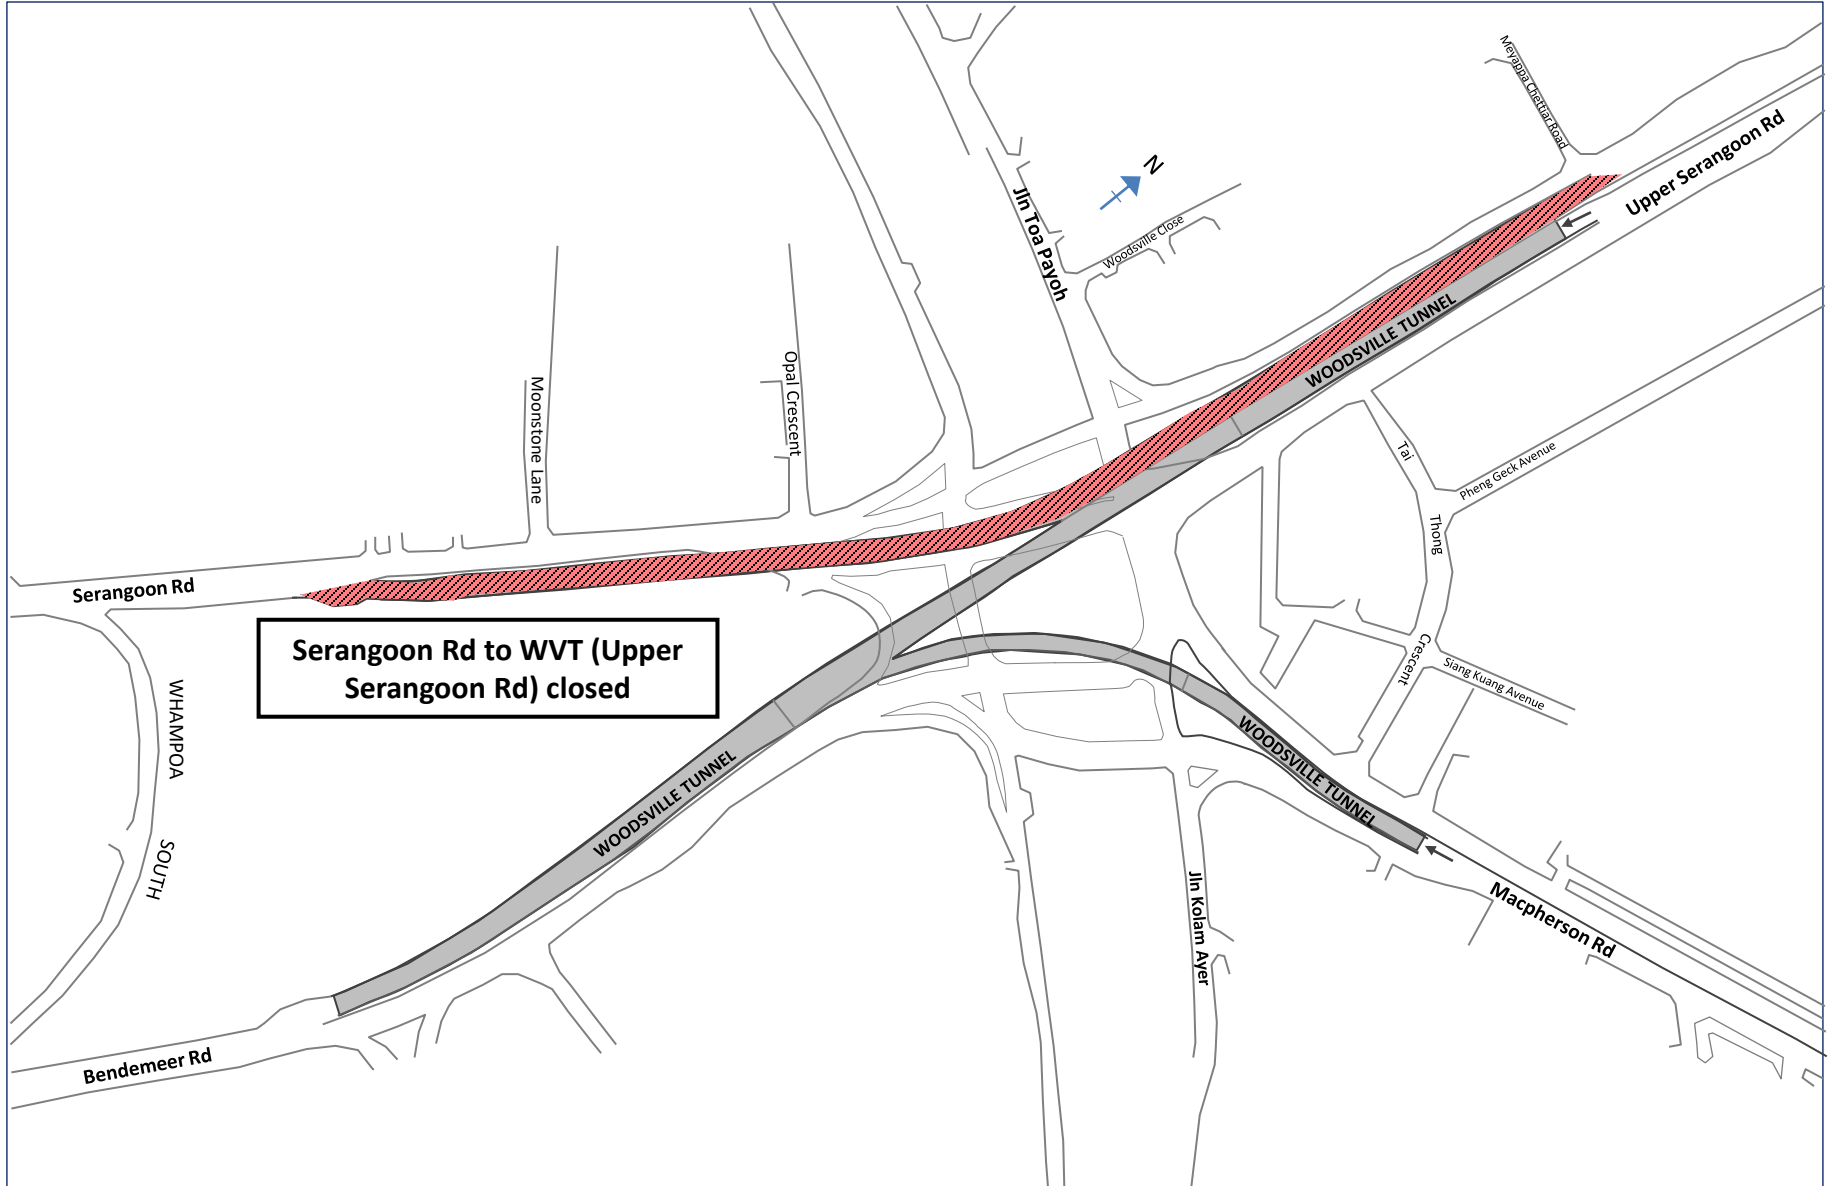 Meyappa Chettiar Road
Upper Serangoon Rd
N
Jln Toa Payoh
Woodsville Close
WOODSVILLE TUNNEL
Opal Crescent
Moonstone Lane
Tai
Thong
Crescent
Pheng Geck Avenue
Siang Kuang Avenue
Serangoon Rd
Serangoon Rd to WVT (Upper
Serangoon Rd) closed
WHAMPOA
SOUTH
WOODSVILLE TUNNEL
WOODSVILLE TUNNEL
WOODSVILLE TUNNEL
Jln Kolam Ayer
Macpherson Rd
Bendemeer Rd